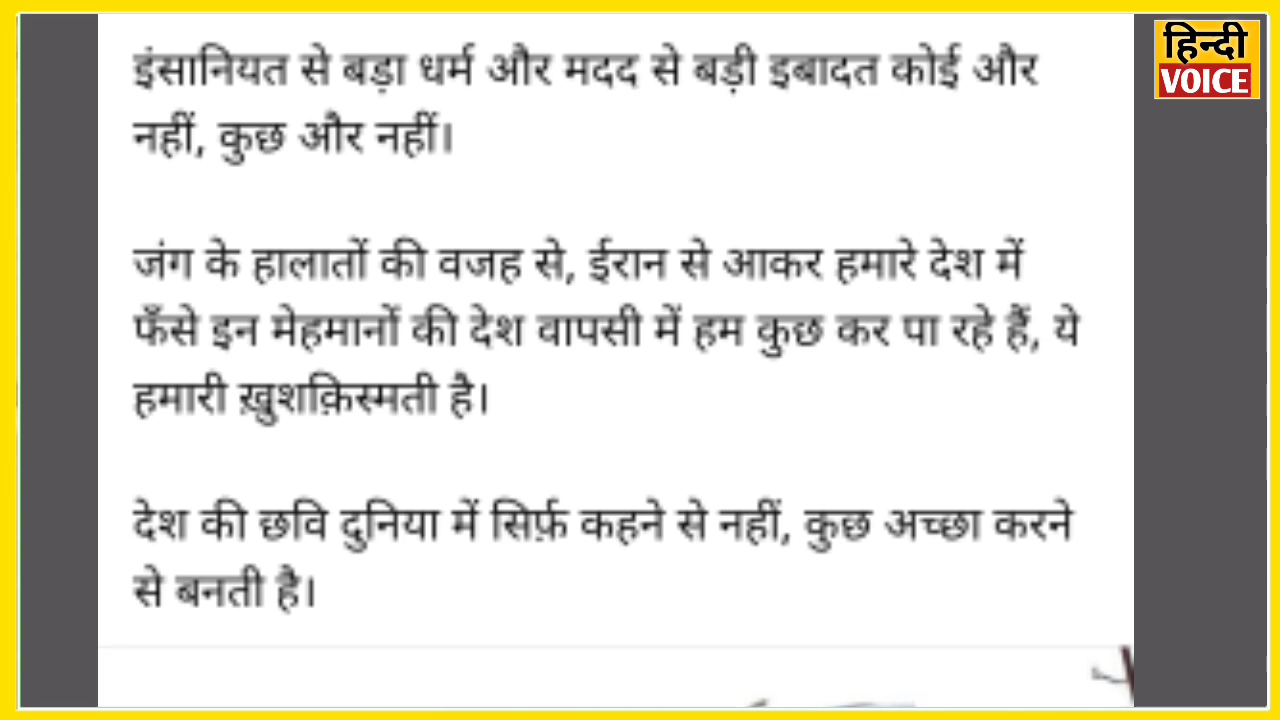 हिन्दी
VOICE
इंसानियत से बड़ा धर्म और मदद से बड़ी इबादत कोई और
नहीं, कुछ और नहीं।
जंग के हालातों की वजह से, ईरान से आकर हमारे देश में
फँसे इन मेहमानों की देश वापसी में हम कुछ कर पा रहे हैं, ये
हमारी ख़ुशक़िस्मती है।
देश की छवि दुनिया में सिर्फ़ कहने से नहीं, कुछ अच्छा करने
से बनती है।